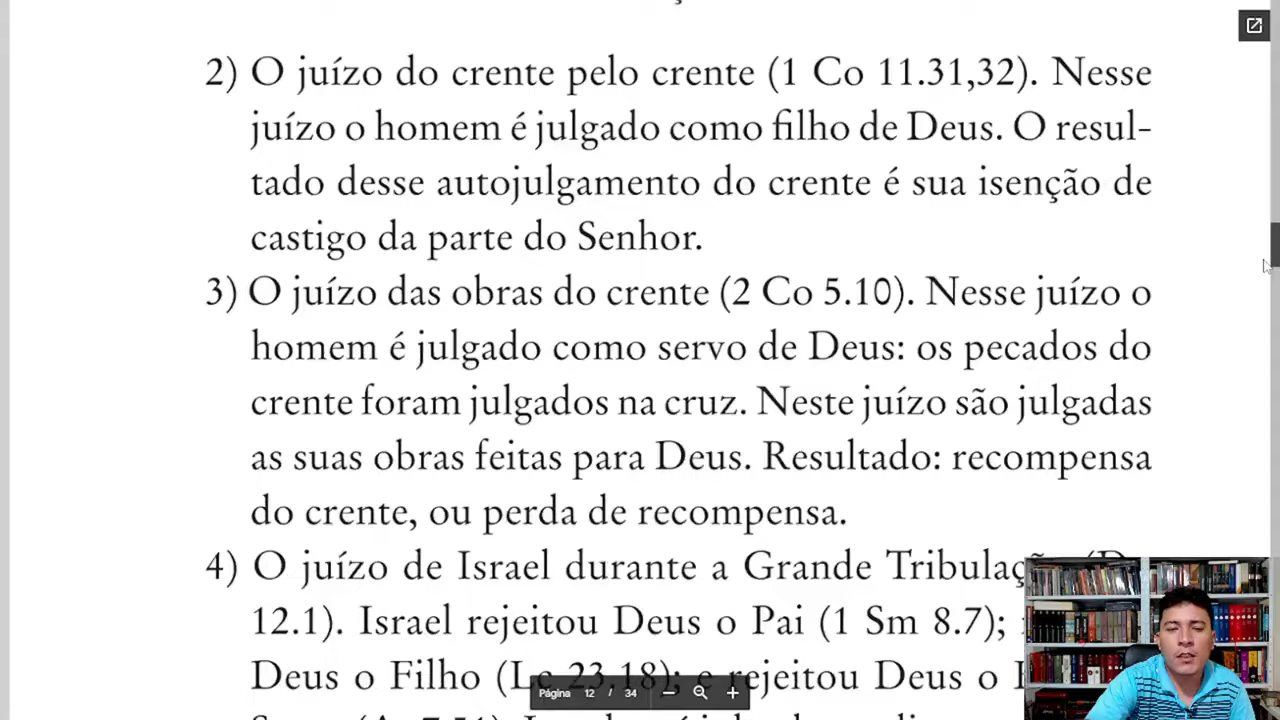 2) O juízo do crente pelo crente (1 Co 11.31,32). Nesse
juízo o homem é julgado como filho de Deus. O resul-
tado desse autojulgamento do crente é sua isenção de
castigo da parte do Senhor.
3) O juízo das obras do crente (2 Co 5.10). Nesse juízo o
homem é julgado como servo de Deus: os pecados do
crente foram julgados na cruz. Neste juízo são julgadas
as suas obras feitas para Deus. Resultado: recompensa
do crente, ou perda de recompensa.
4) O juízo de Israel durante a Grande
12.1). Israel rejeitou Deus o Pai (1 Sm 8.7);
Deus o Filho (Lc 23.18); e rejeitou Deus o
Página 12 / 34